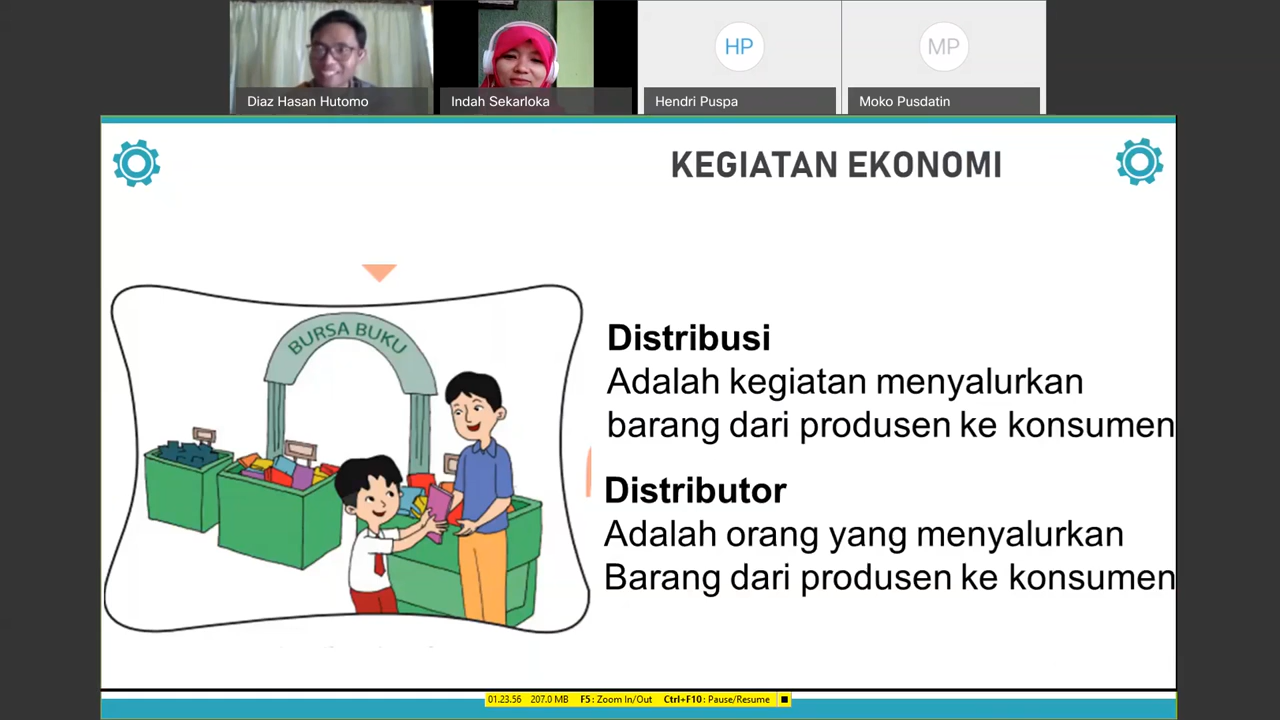 HP
MP
Diaz Hasan Hutomo
Indah Sekarloka
Hendri Puspa
Moko Pusdatin
KEGIATAN EKONOMI
BURSA BUKU
Distribusi
Adalah kegiatan menyalurkan
barang dari produsen ke konsumen
Distributor
Adalah orang yang menyalurkan
Barang dari produsen ke konsumen
01.23.56 207.0 MB F5 : Zoom In/Out Ctrl+F10 : Pause/Resume